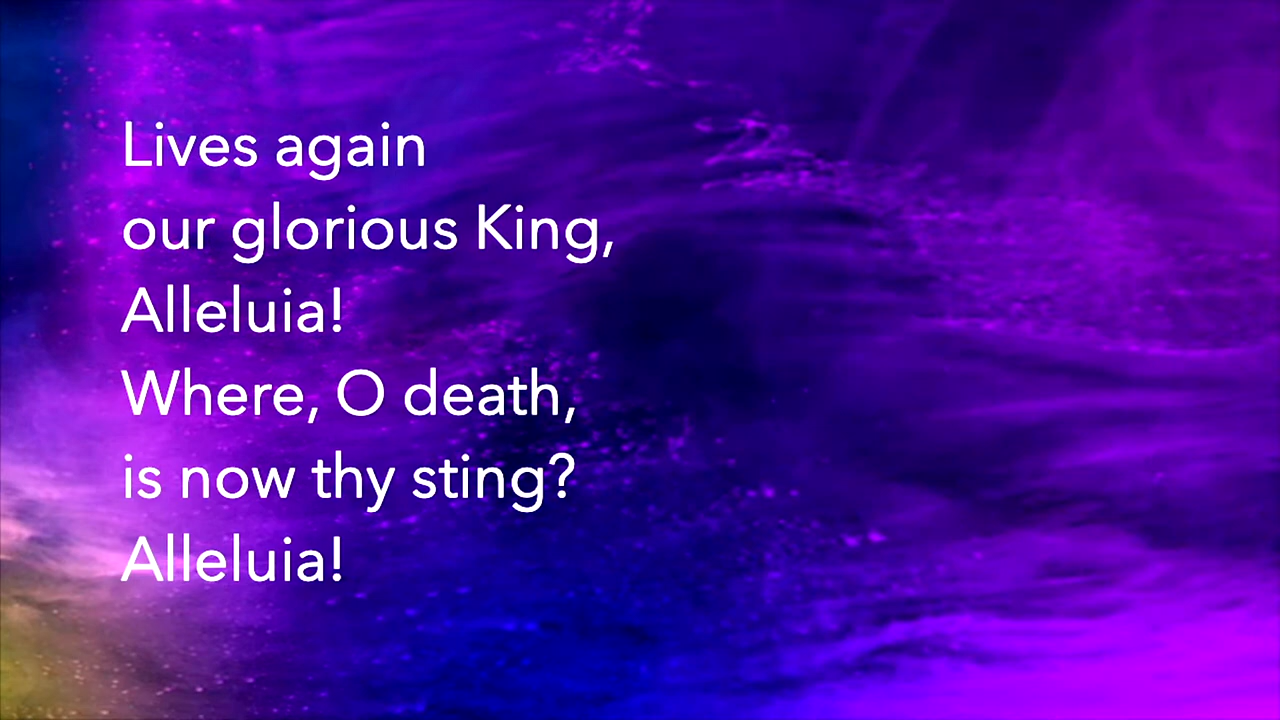 Lives again
our glorious King,
Alleluia!
Where, O death,
is now thy sting?
Alleluia!